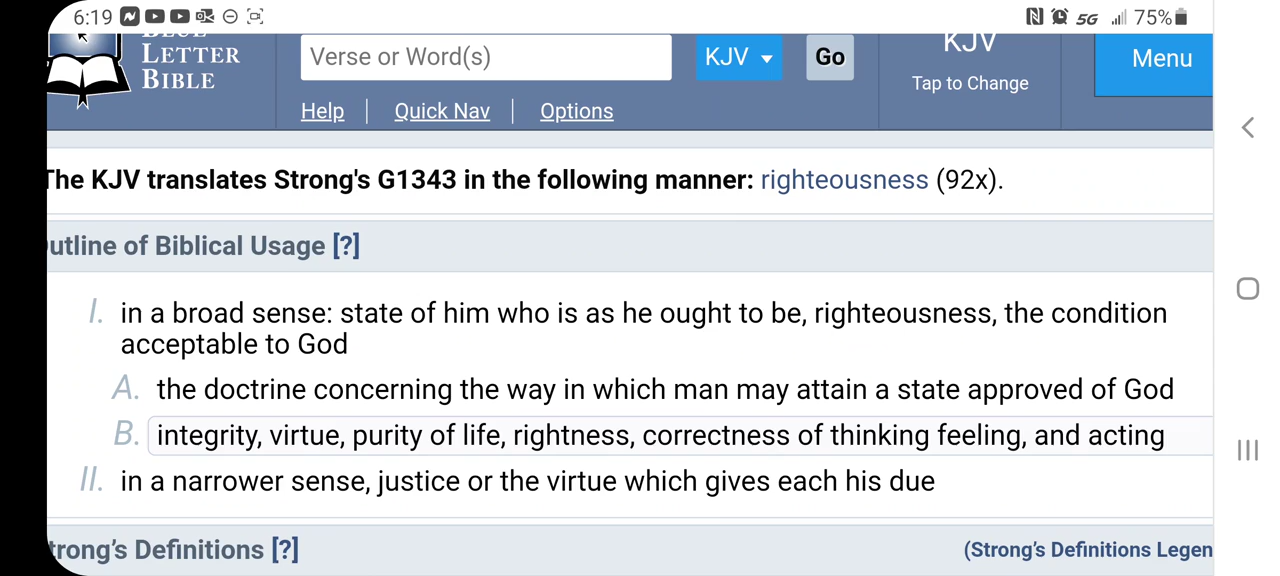 6:19 75%
5G
BLUE
LETTER
BIBLE
Verse or Word(s)
KJV
Go
KJV
Tap to Change
Menu
Help | Quick Nav | Options
The KJV translates Strong's G1343 in the following manner: righteousness (92x).
utline of Biblical Usage [?]
I. in a broad sense: state of him who is as he ought to be, righteousness, the condition
acceptable to God
A. the doctrine concerning the way in which man may attain a state approved of God
B. integrity, virtue, purity of life, rightness, correctness of thinking feeling, and acting
II. in a narrower sense, justice or the virtue which gives each his due
trong’s Definitions [?] (Strong’s Definitions Legen